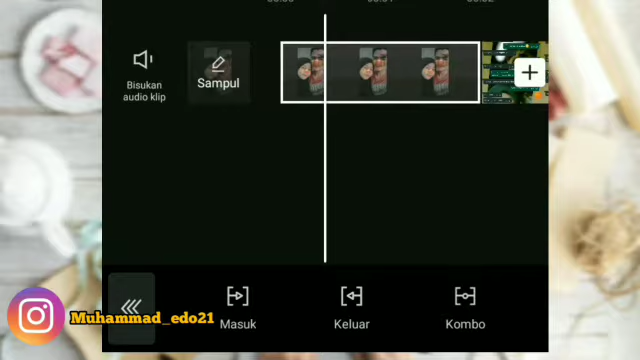 Bisukan
audio klip
Sampul
Muhammad_edo21
Masuk
Keluar
Kombo